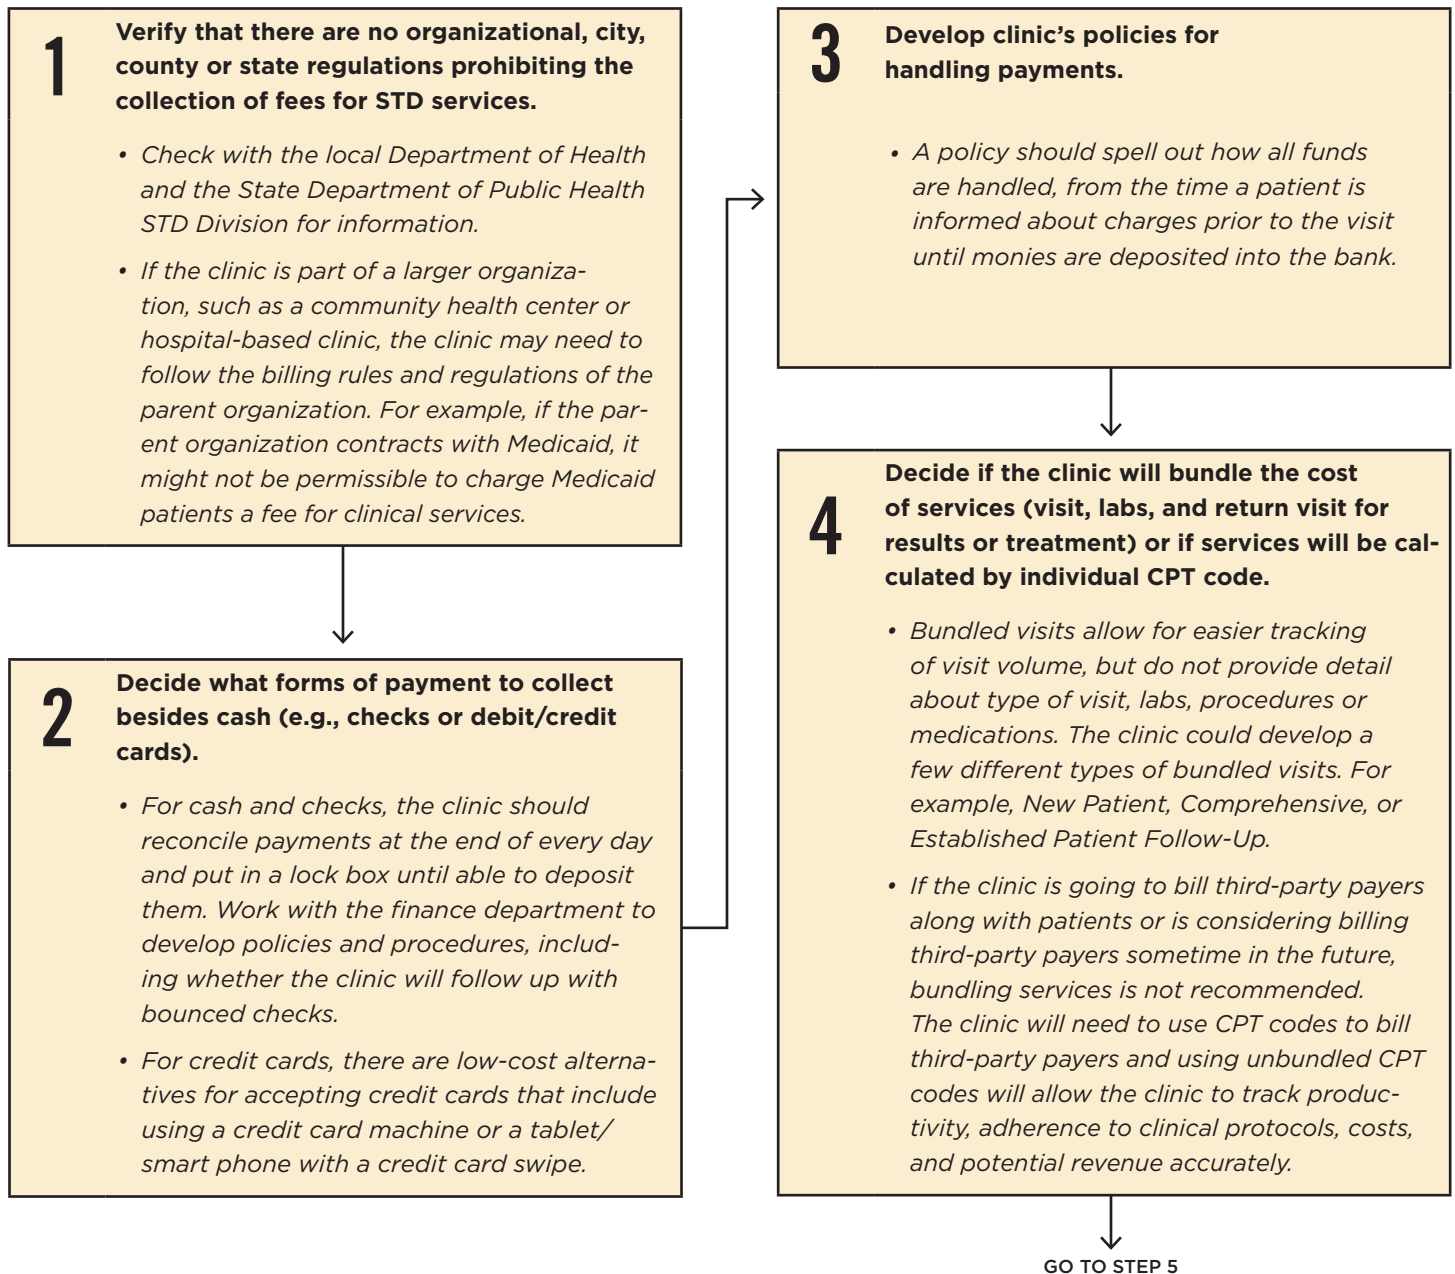 1
Verify that there are no organizational, city,
county or state regulations prohibiting the
collection of fees for STD services.
• Check with the local Department of Health
and the State Department of Public Health
STD Division for information.
• If the clinic is part of a larger organiza-
tion, such as a community health center or
hospital-based clinic, the clinic may need to
follow the billing rules and regulations of the
parent organization. For example, if the par-
ent organization contracts with Medicaid, it
might not be permissible to charge Medicaid
patients a fee for clinical services.
2
Decide what forms of payment to collect
besides cash (e.g., checks or debit/credit
cards).
• For cash and checks, the clinic should
reconcile payments at the end of every day
and put in a lock box until able to deposit
them. Work with the finance department to
develop policies and procedures, includ-
ing whether the clinic will follow up with
bounced checks.
• For credit cards, there are low-cost alterna-
tives for accepting credit cards that include
using a credit card machine or a tablet/
smart phone with a credit card swipe.
3
Develop clinic's policies for
handling payments.
• A policy should spell out how all funds
are handled, from the time a patient is
informed about charges prior to the visit
until monies are deposited into the bank.
4
Decide if the clinic will bundle the cost
of services (visit, labs, and return visit for
results or treatment) or if services will be cal-
culated by individual CPT code.
• Bundled visits allow for easier tracking
of visit volume, but do not provide detail
about type of visit, labs, procedures or
medications. The clinic could develop a
few different types of bundled visits. For
example, New Patient, Comprehensive, or
Established Patient Follow-Up.
• If the clinic is going to bill third-party payers
along with patients or is considering billing
third-party payers sometime in the future,
bundling services is not recommended.
The clinic will need to use CPT codes to bill
third-party payers and using unbundled CPT
codes will allow the clinic to track produc-
tivity, adherence to clinical protocols, costs,
and potential revenue accurately.
GO TO STEP 5